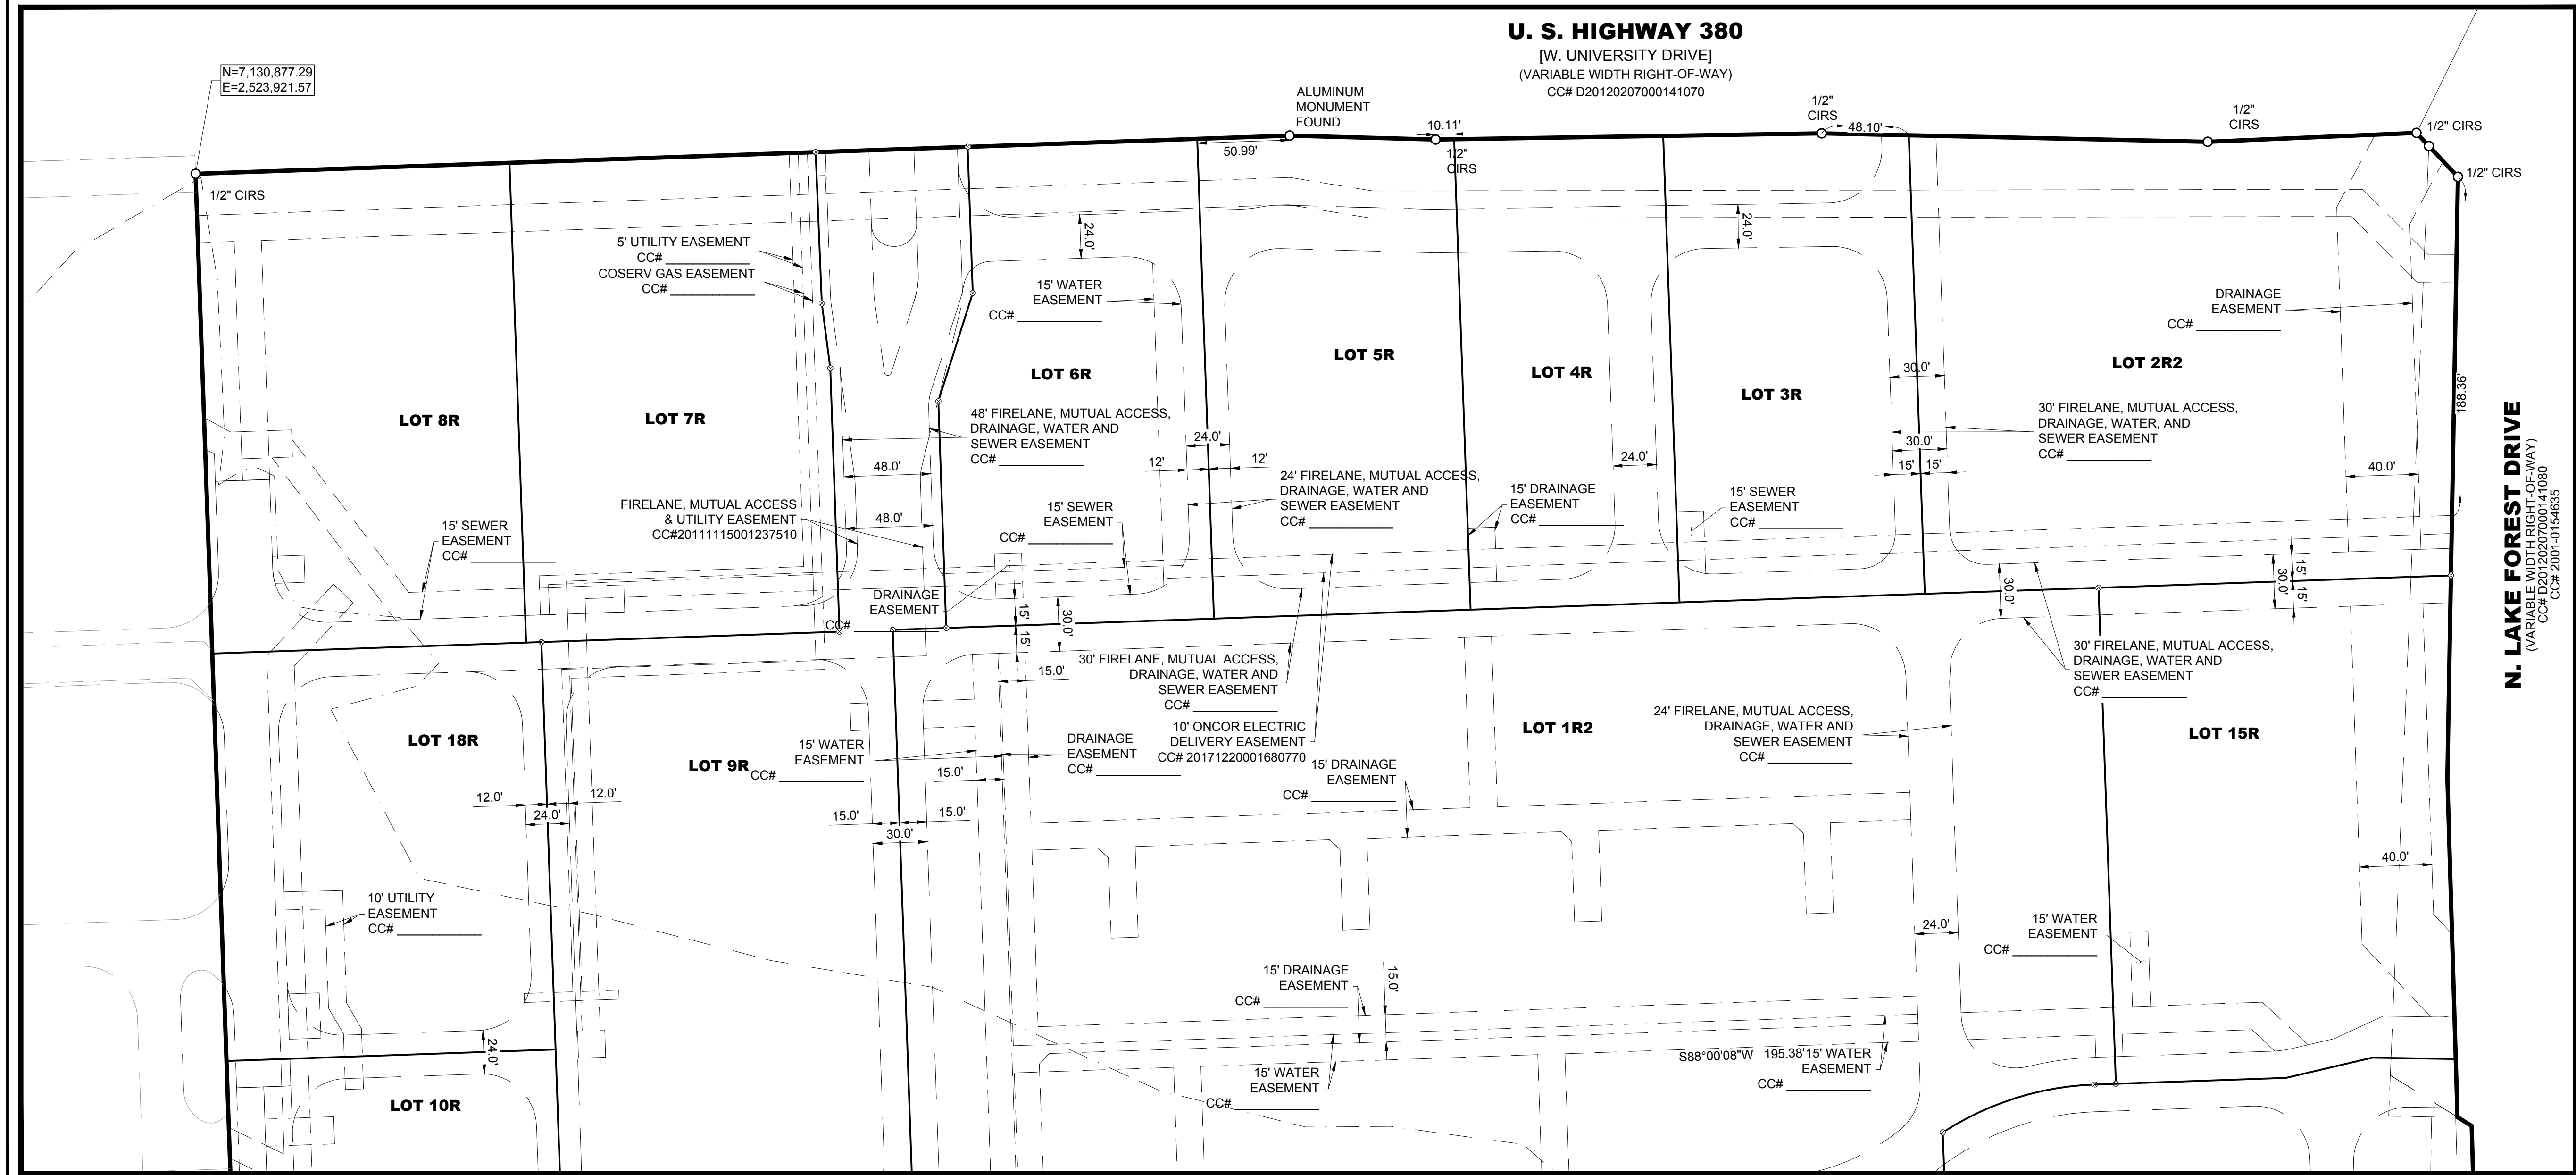 U. S. HIGHWAY 380
[W. UNIVERSITY DRIVE]
(VARIABLE WIDTH RIGHT-OF-WAY)
CC# D20120207000141070
N=7,130,877.29
E=2,523,921.57
1/2" CIRS
ALUMINUM
MONUMENT
FOUND
50.99'
10.11'
1/2"
CIRS
1/2"
CIRS
48.10'
1/2"
CIRS
1/2" CIRS
1/2" CIRS
5' UTILITY EASEMENT
CC#
COSERV GAS EASEMENT
CC#
24.0'
15' WATER
EASEMENT
CC#
24.0'
DRAINAGE
EASEMENT
CC#
LOT 8R
LOT 7R
LOT 6R
LOT 5R
LOT 4R
LOT 3R
LOT 2R2
30.0'
188.36'
48' FIRELANE, MUTUAL ACCESS,
DRAINAGE, WATER AND
SEWER EASEMENT
CC#
30' FIRELANE, MUTUAL ACCESS,
DRAINAGE, WATER, AND
SEWER EASEMENT
CC#
48.0'
24.0'
12'
12'
24.0'
30.0'
15'
15'
40.0'
24' FIRELANE, MUTUAL ACCESS,
DRAINAGE, WATER AND
SEWER EASEMENT
CC#
15' DRAINAGE
EASEMENT
CC#
15' SEWER
EASEMENT
CC#
FIRELANE, MUTUAL ACCESS
& UTILITY EASEMENT
CC#20111115001237510
48.0'
15' SEWER
EASEMENT
CC#
15' SEWER
EASEMENT
CC#
N. LAKE FOREST DRIVE
(VARIABLE WIDTH RIGHT-OF-WAY)
CC# D20120207000141080
CC# 2001-0154635
DRAINAGE
EASEMENT
CC#
15'
15'
30.0'
30.0'
30.0'
15'
15'
15.0'
30' FIRELANE, MUTUAL ACCESS,
DRAINAGE, WATER AND
SEWER EASEMENT
CC#
30' FIRELANE, MUTUAL ACCESS,
DRAINAGE, WATER AND
SEWER EASEMENT
CC#
10' ONCOR ELECTRIC
DELIVERY EASEMENT
CC# 20171220001680770
LOT 18R
LOT 9R
15' WATER
EASEMENT
CC#
DRAINAGE
EASEMENT
CC#
15' DRAINAGE
EASEMENT
CC#
LOT 1R2
24' FIRELANE, MUTUAL ACCESS,
DRAINAGE, WATER AND
SEWER EASEMENT
CC#
LOT 15R
15.0'
12.0'
12.0'
24.0'
15.0'
15.0'
30.0'
40.0'
10' UTILITY
EASEMENT
CC#
24.0'
15' WATER
EASEMENT
CC#
15' DRAINAGE
EASEMENT
CC#
15.0'
24.0'
15' WATER
EASEMENT
CC#
S88°00'08"W 195.38'
15' WATER
EASEMENT
CC#
LOT 10R